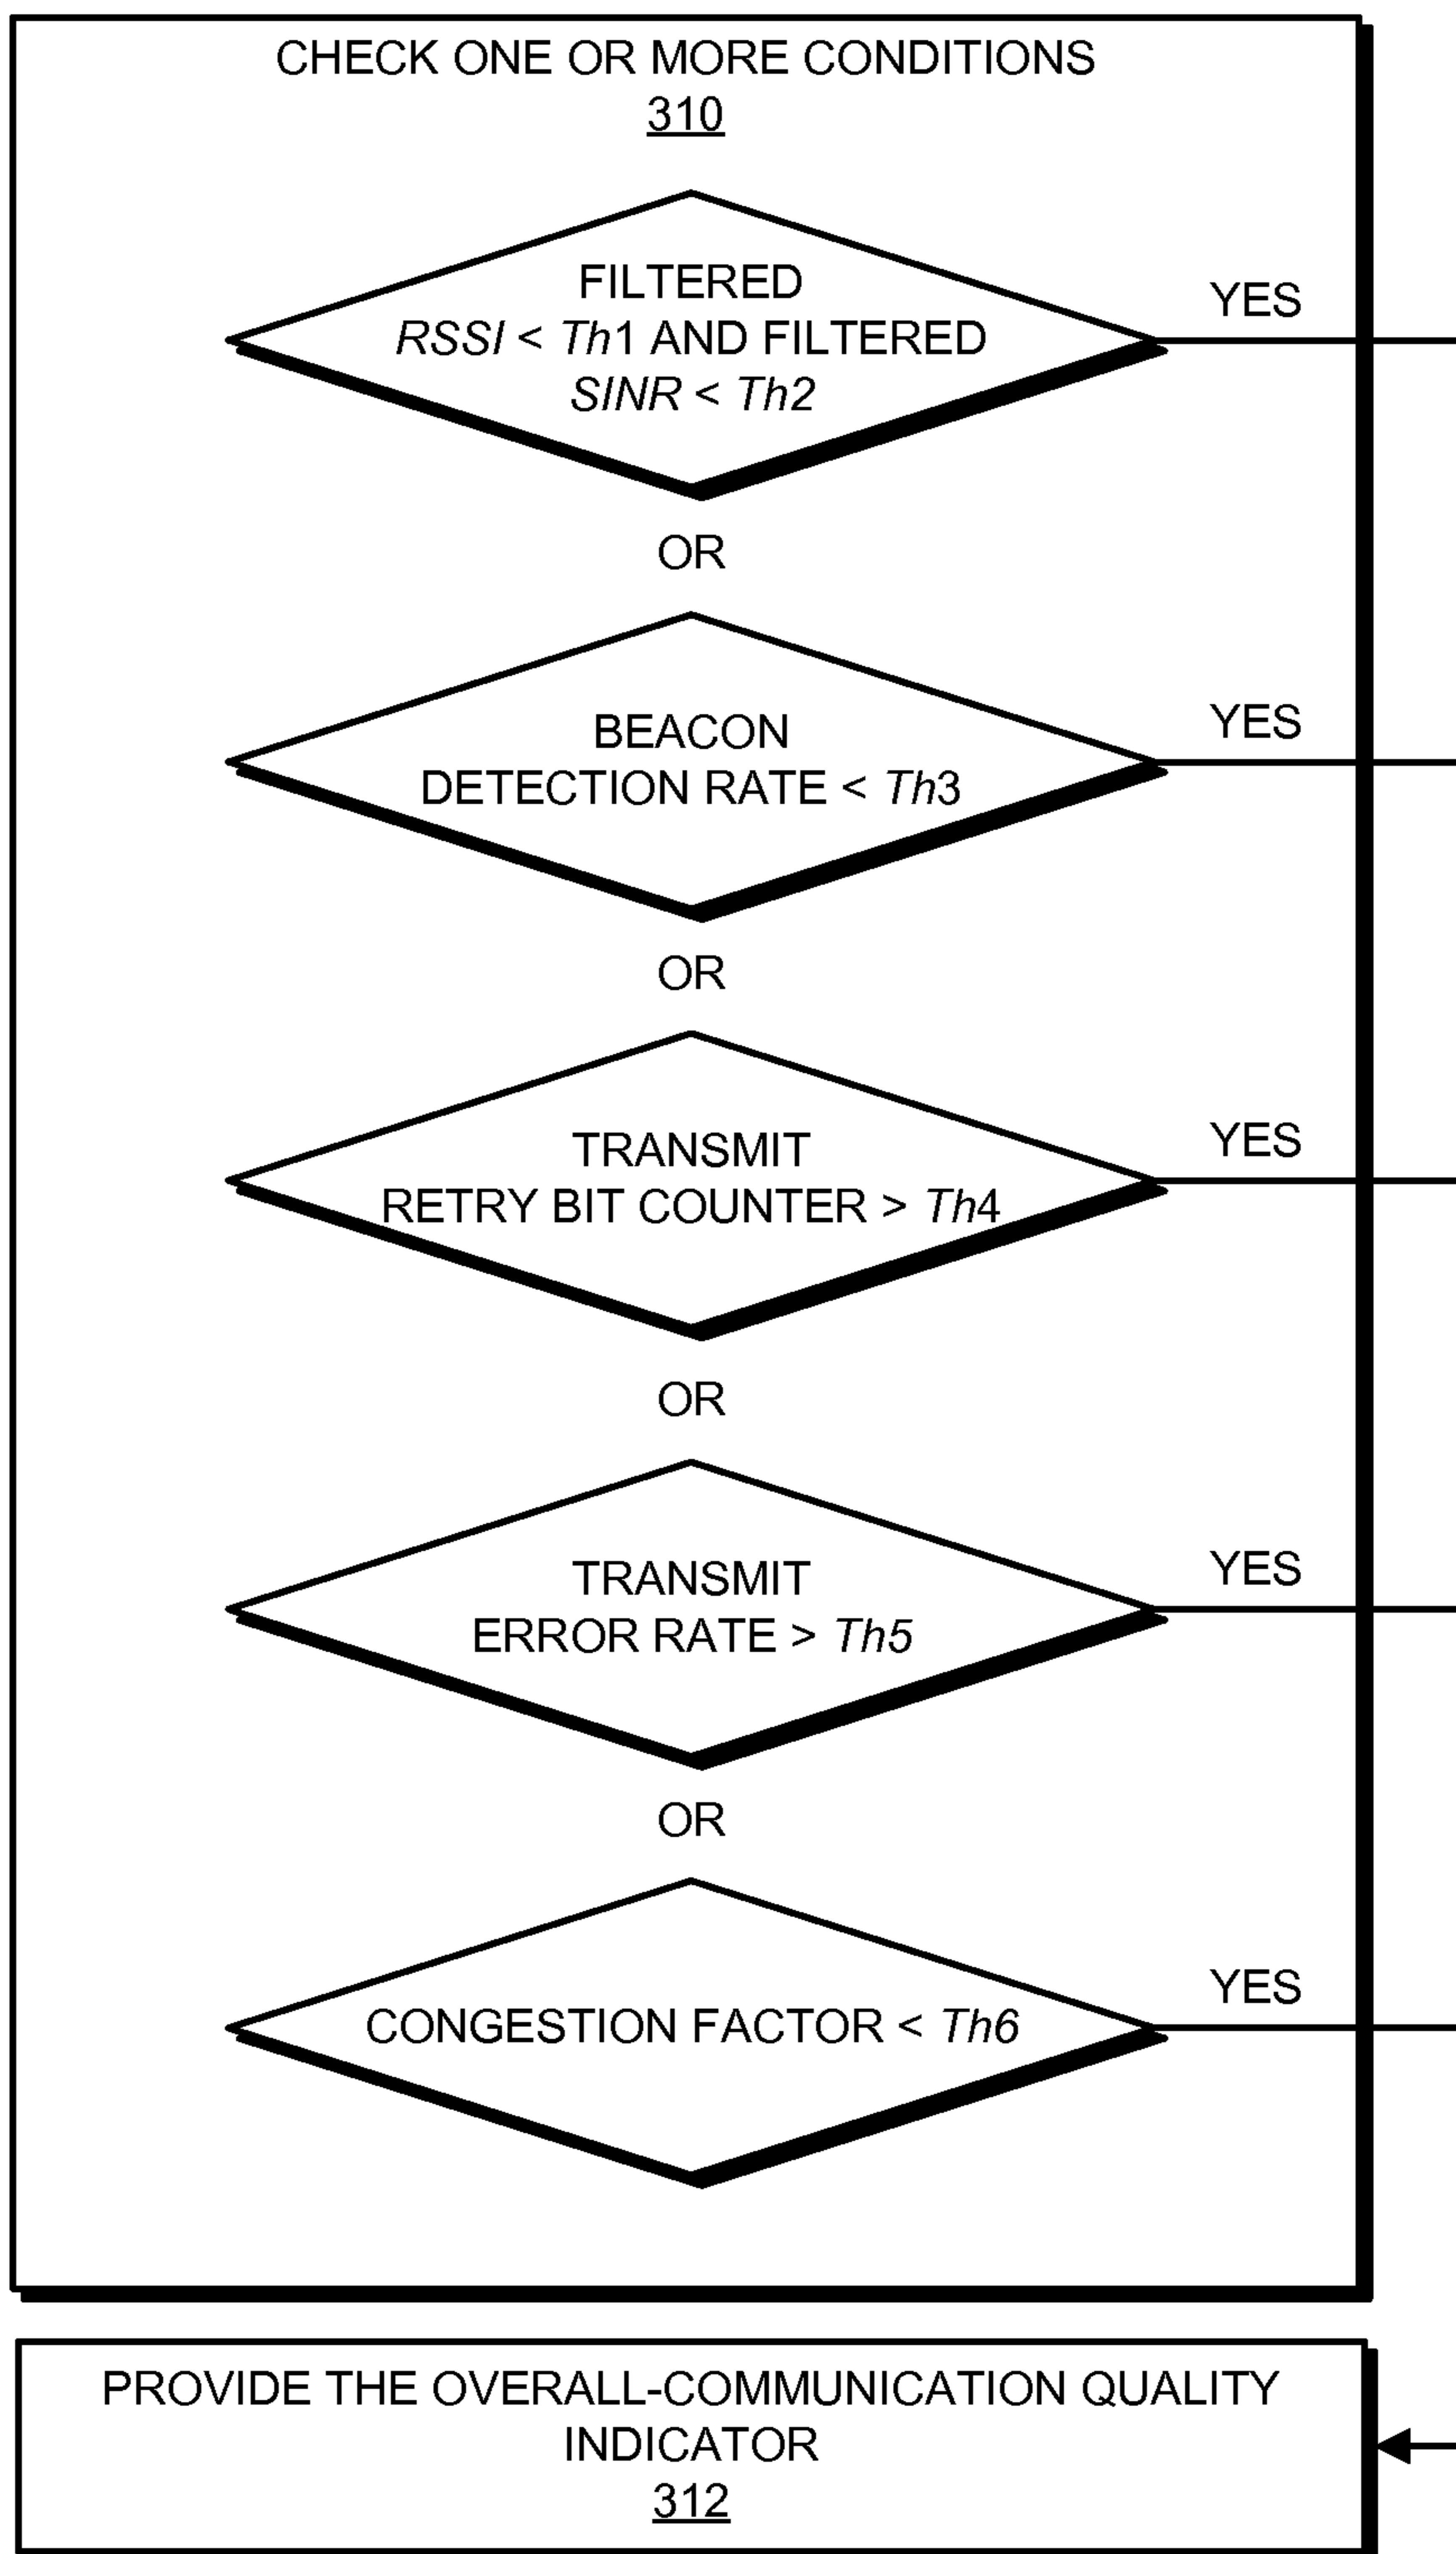 CHECK ONE OR MORE CONDITIONS
310
FILTERED
RSSI < Th1 AND FILTERED
SINR < Th2
YES
OR
BEACON
DETECTION RATE < Th3
YES
OR
TRANSMIT
RETRY BIT COUNTER > Th4
YES
OR
TRANSMIT
ERROR RATE > Th5
YES
OR
CONGESTION FACTOR < Th6
YES
PROVIDE THE OVERALL-COMMUNICATION QUALITY
INDICATOR
312